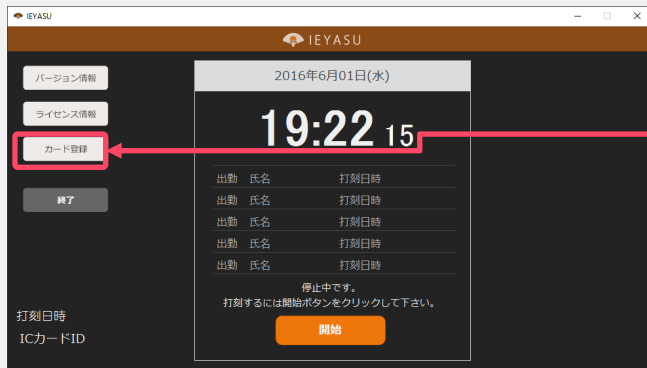 IEYASU
IEYASU
バージョン情報
ライセンス情報
カード登録
終了
打刻日時
ICカードID
2016年6月01日(水)
19:22 15
出勤 氏名 打刻日時
出勤 氏名 打刻日時
出勤 氏名 打刻日時
出勤 氏名 打刻日時
出勤 氏名 打刻日時
停止中です。
打刻するには開始ボタンをクリックして下さい。
開始